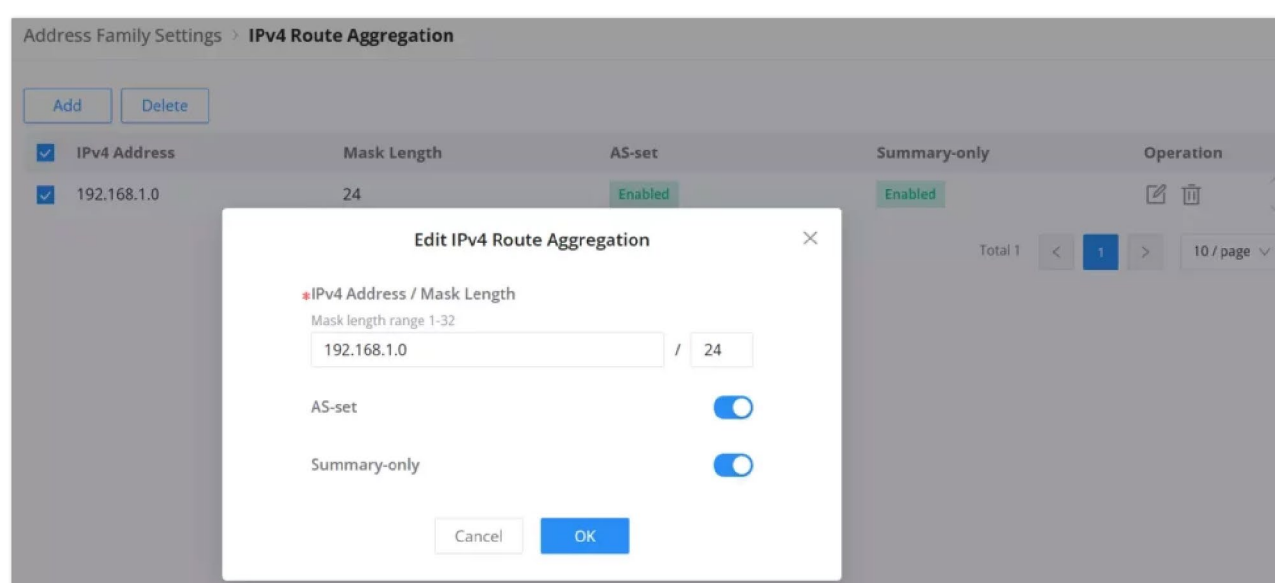 Address Family Settings > IPv4 Route Aggregation
Add Delete
IPv4 Address Mask Length AS-set Summary-only Operation
192.168.1.0 24 Enabled Enabled
Total 1 < 1 > 10 / page
Edit IPv4 Route Aggregation
*IPv4 Address / Mask Length
Mask length range 1-32
192.168.1.0 / 24
AS-set
Summary-only
Cancel OK